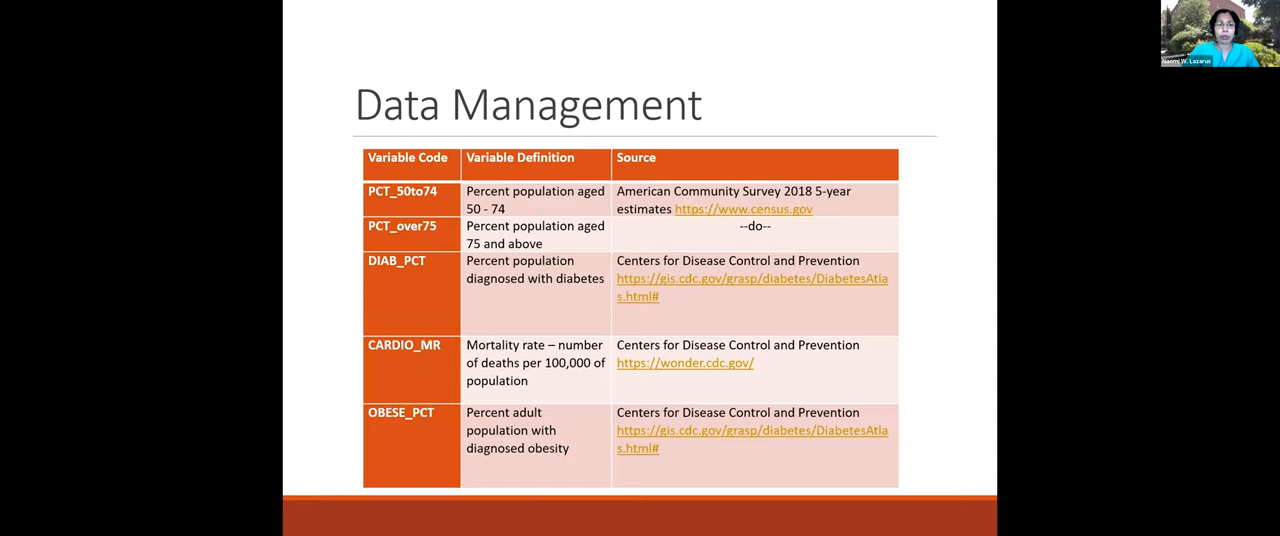 Naomi W. Lazarus
Data Management
Variable Code Variable Definition Source
PCT_50to74 Percent population aged American Community Survey 2018 5-year
50 - 74 estimates https://www.census.gov
PCT_over75 Percent population aged --do--
75 and above
DIAB_PCT Percent population Centers for Disease Control and Prevention
diagnosed with diabetes https://gis.cdc.gov/grasp/diabetes/DiabetesAtla
s.html#
CARDIO_MR Mortality rate – number Centers for Disease Control and Prevention
of deaths per 100,000 of https://wonder.cdc.gov/
population
OBESE_PCT Percent adult Centers for Disease Control and Prevention
population with https://gis.cdc.gov/grasp/diabetes/DiabetesAtla
diagnosed obesity s.html#